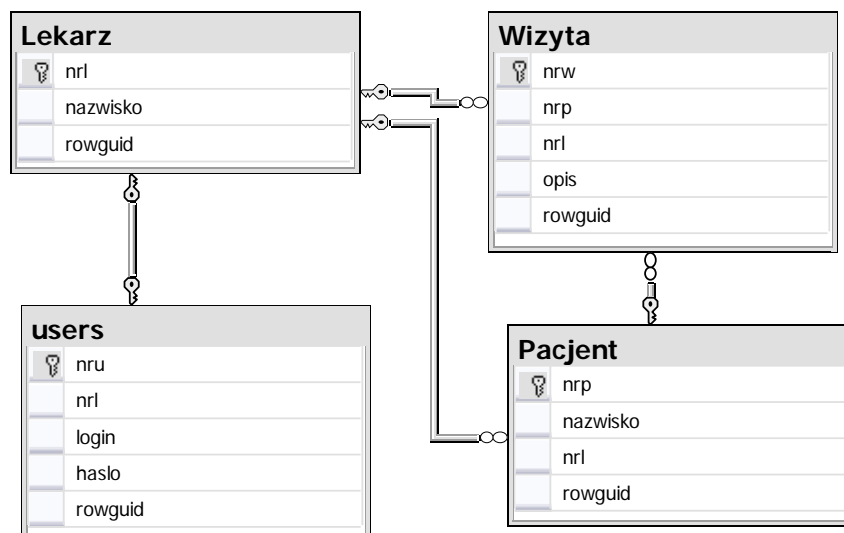 Lekarz
nrl
nazwisko
rowguid
Wizyta
nrw
nrp
nrl
opis
rowguid
users
nru
nrl
login
haslo
rowguid
Pacjent
nrp
nazwisko
nrl
rowguid